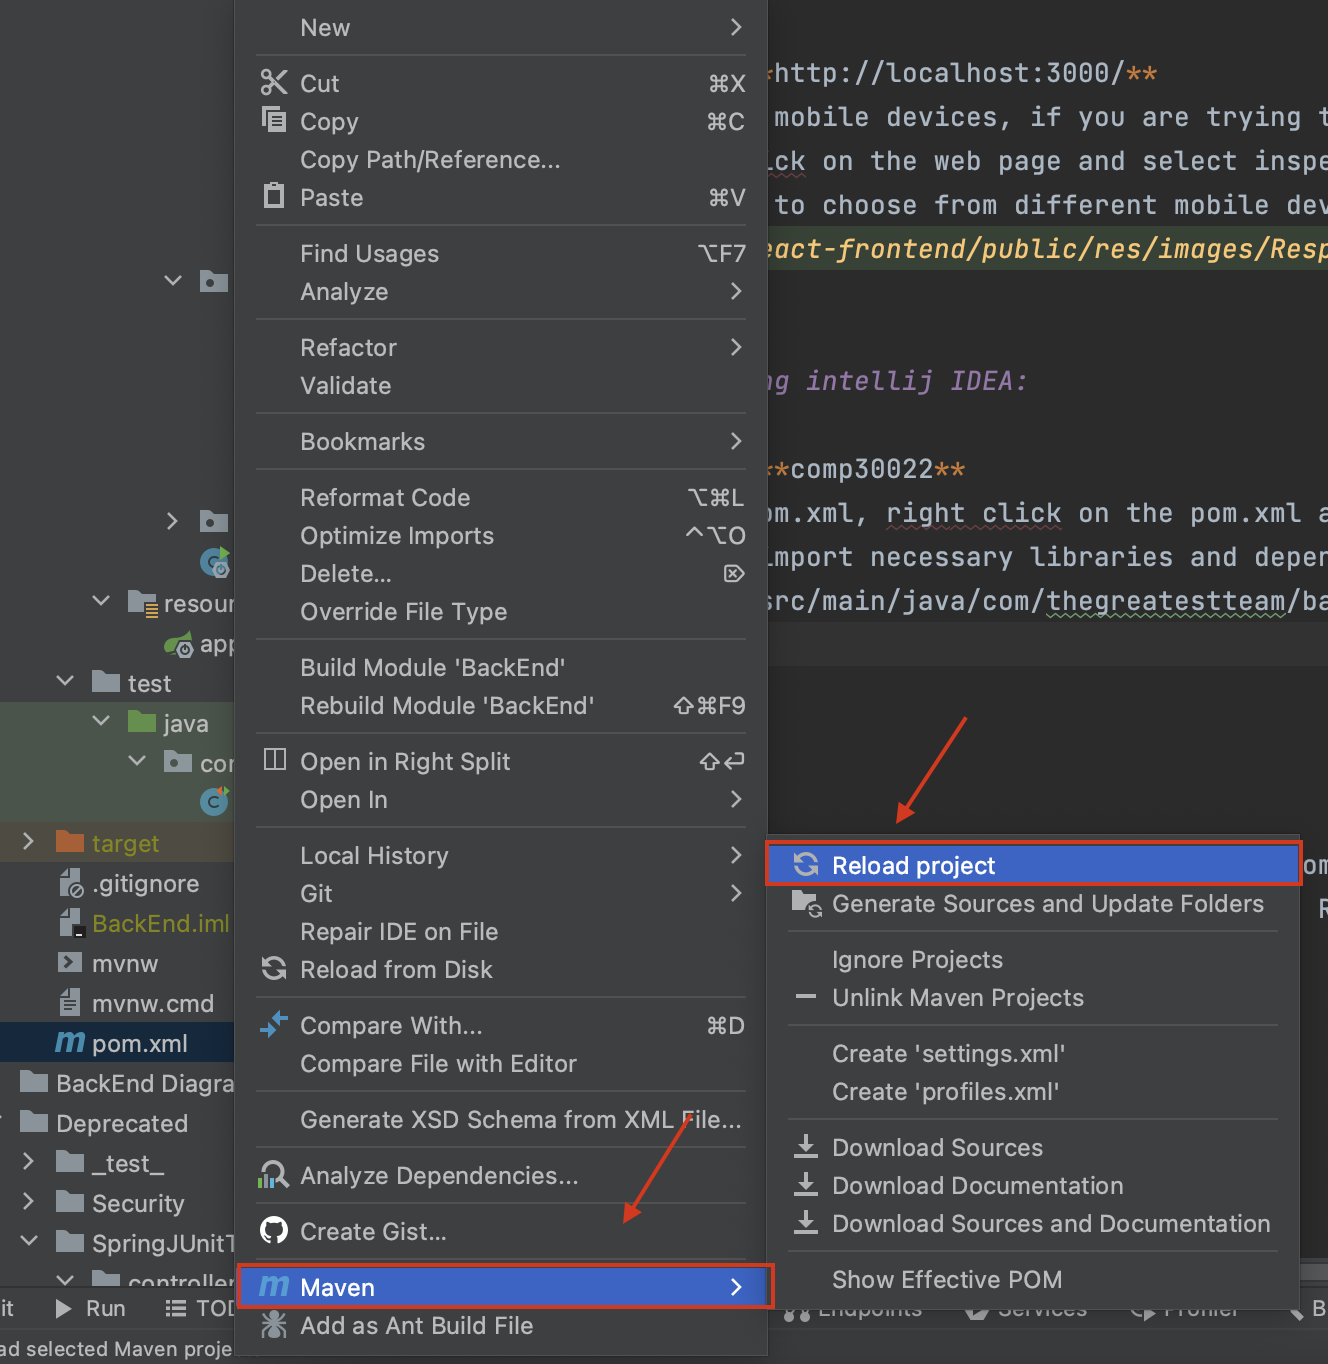 New
Cut ⌘X
Copy ⌘C
Copy Path/Reference...
Paste ⌘V
Find Usages ⌥F7
Analyze
Refactor
Validate
Bookmarks
Reformat Code ⌥⌘L
Optimize Imports ^⌥O
Delete... ⌦
Override File Type
Build Module 'BackEnd'
Rebuild Module 'BackEnd' ⇧⌘F9
Open in Right Split ⇧⏎
Open In
Local History
Git
Repair IDE on File
Reload from Disk
Compare With... ⌘D
Compare File with Editor
Generate XSD Schema from XML File...
Analyze Dependencies...
Create Gist...
Maven
Add as Ant Build File
Reload project
Generate Sources and Update Folders
Ignore Projects
Unlink Maven Projects
Create 'settings.xml'
Create 'profiles.xml'
Download Sources
Download Documentation
Download Sources and Documentation
Show Effective POM
*http://localhost:3000/**
mobile devices, if you are trying t
ick on the web page and select inspe
to choose from different mobile dev
eact-frontend/public/res/images/Resp
ng intellij IDEA:
**comp30022**
om.xml, right click on the pom.xml a
import necessary libraries and depen
src/main/java/com/thegreatestteam/ba
om
R
resour
app
test
java
cor
target
.gitignore
BackEnd.iml
mvnw
mvnw.cmd
pom.xml
BackEnd Diagra
Deprecated
_test_
Security
SpringJUnitT
controller
it Run TOD Endpoints Services Profiler B
ad selected Maven proje